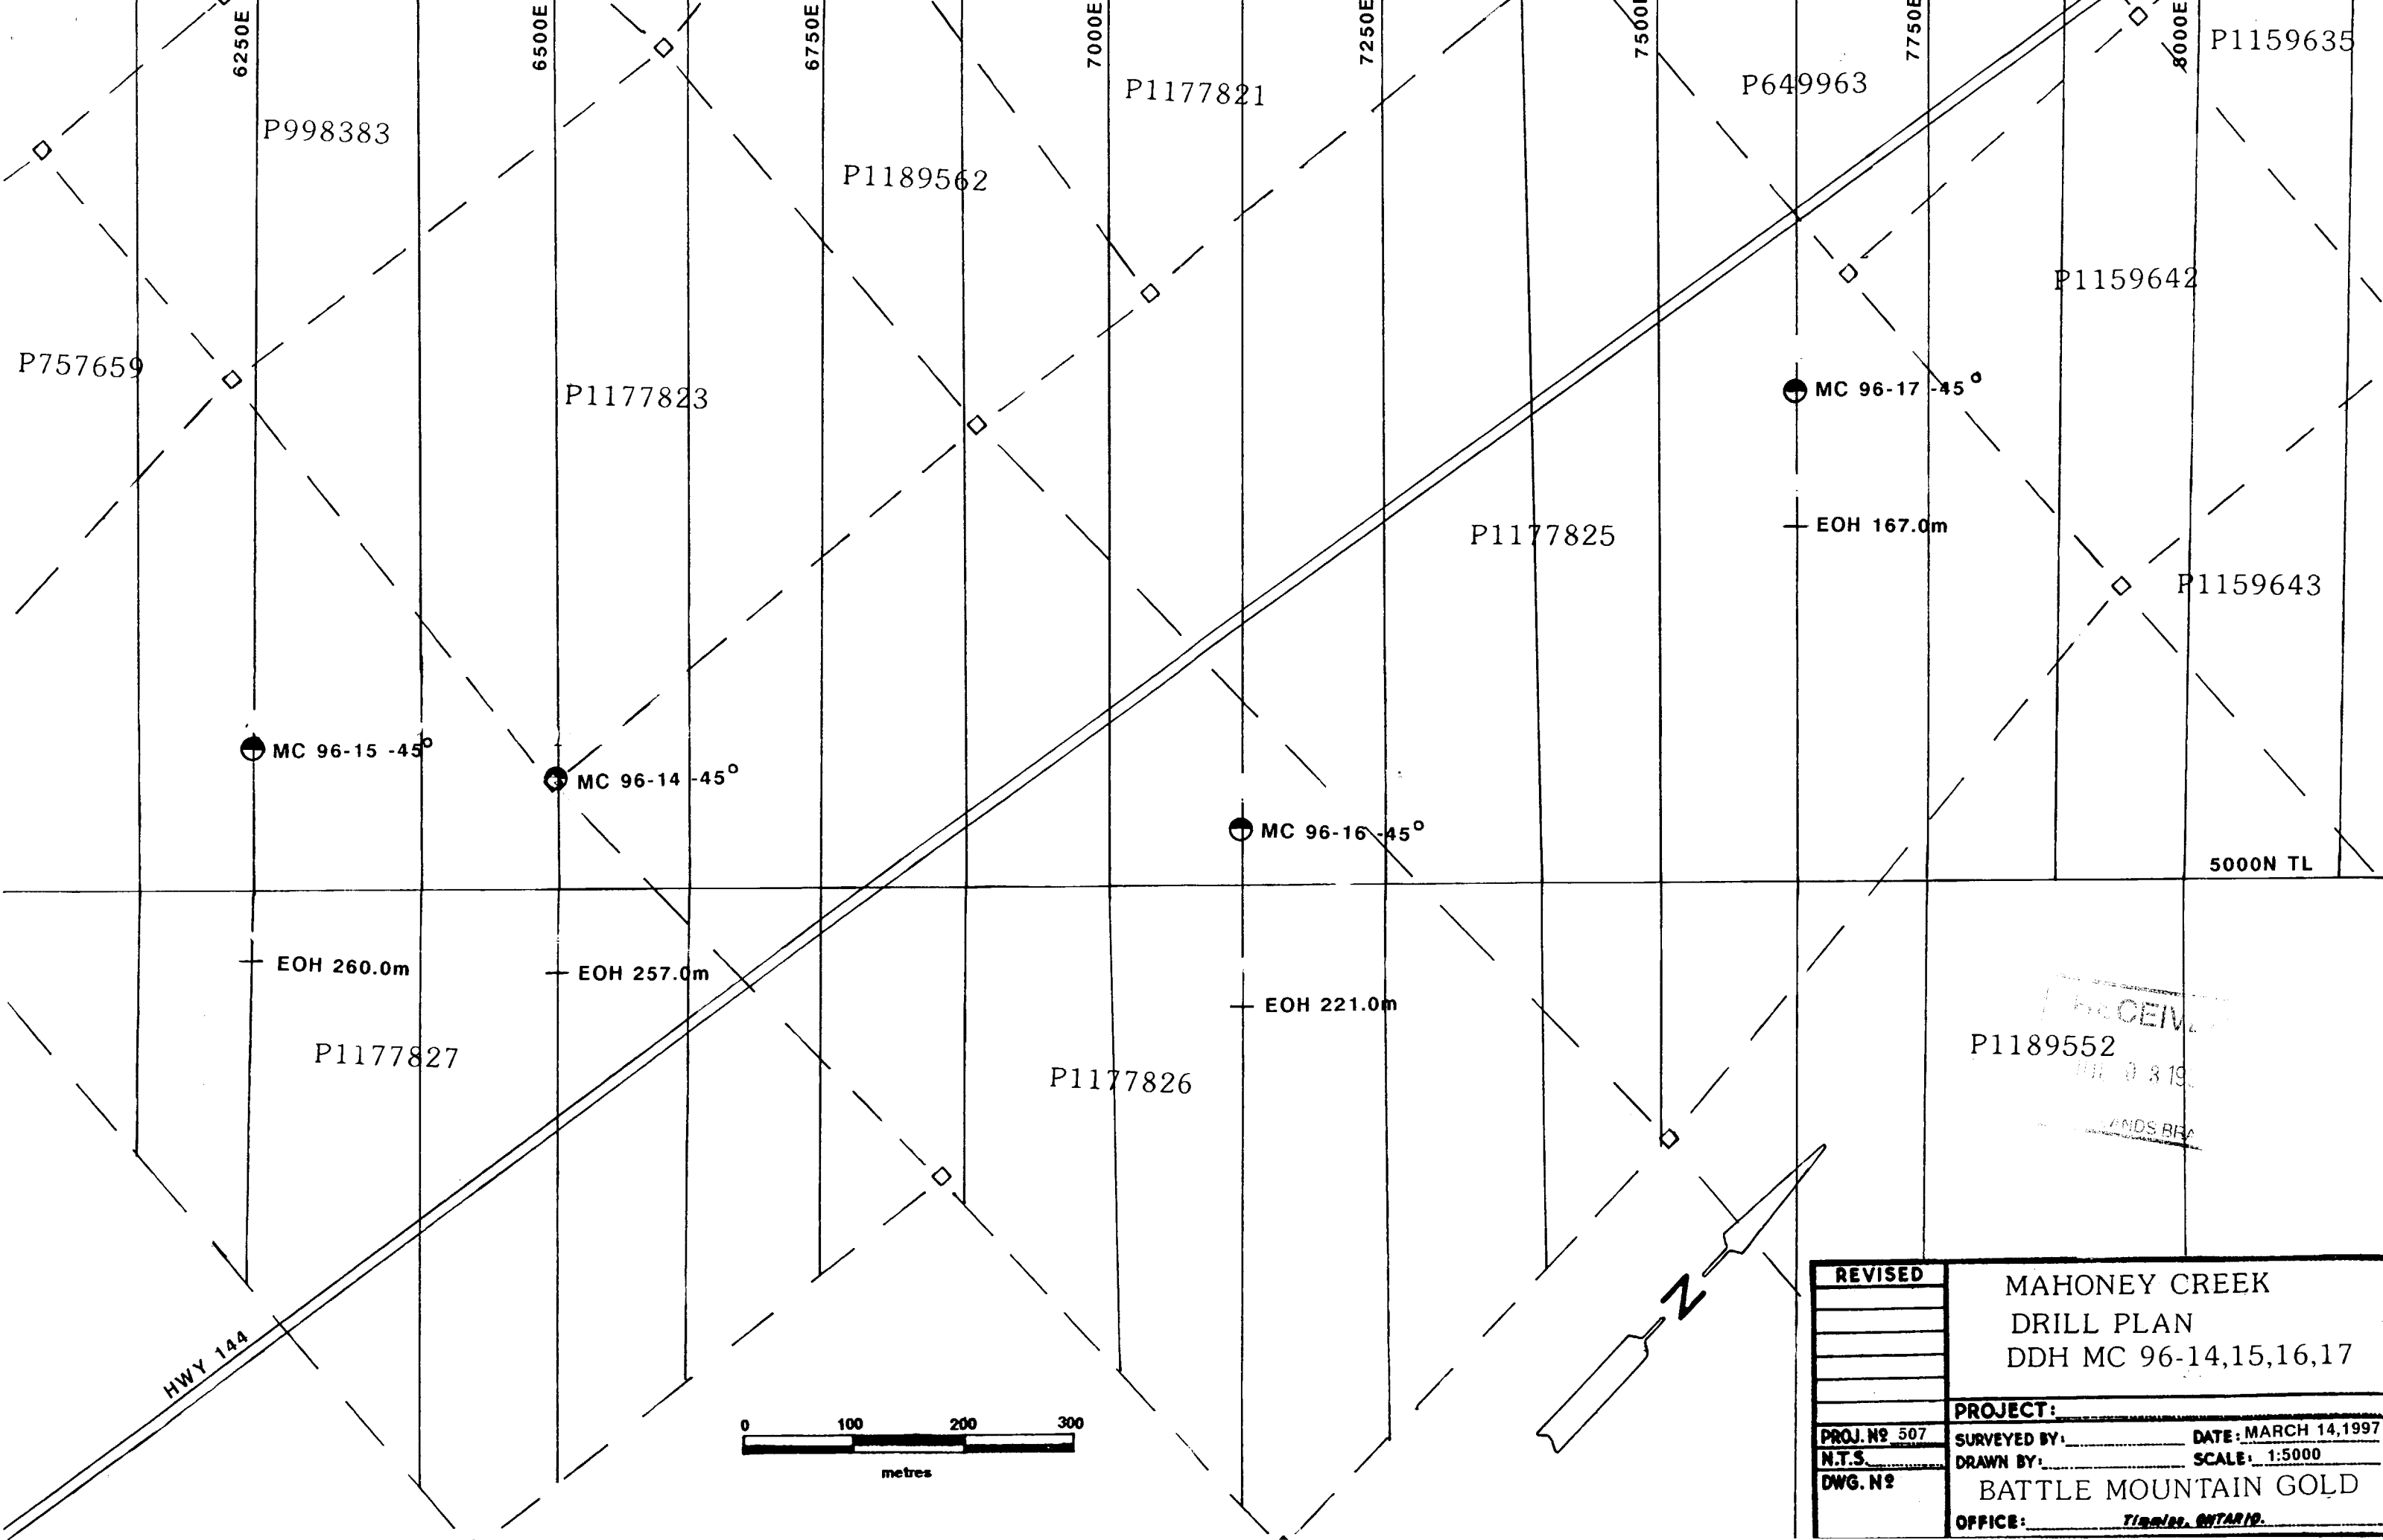 6250E
6500E
6750E
7000E
7250E
7500E
7750E
8000E
P1159635
P649963
P1177821
P998383
P1189562
P1159642
P757659
P1177823
MC 96-17 -45°
P1177825
EOH 167.0m
P1159643
MC 96-15 -45°
MC 96-14 -45°
MC 96-16 -45°
5000N TL
EOH 260.0m
EOH 257.0m
EOH 221.0m
P1189552
P1177827
P1177826
HWY 144
0 100 200 300
metres
N
REVISED
MAHONEY CREEK
DRILL PLAN
DDH MC 96-14,15,16,17
PROJECT:
PROJ. Nº 507
SURVEYED BY:
DATE: MARCH 14,1997
N.T.S.
DRAWN BY:
SCALE: 1:5000
DWG. Nº
BATTLE MOUNTAIN GOLD
OFFICE: Timmins, ONTARIO.